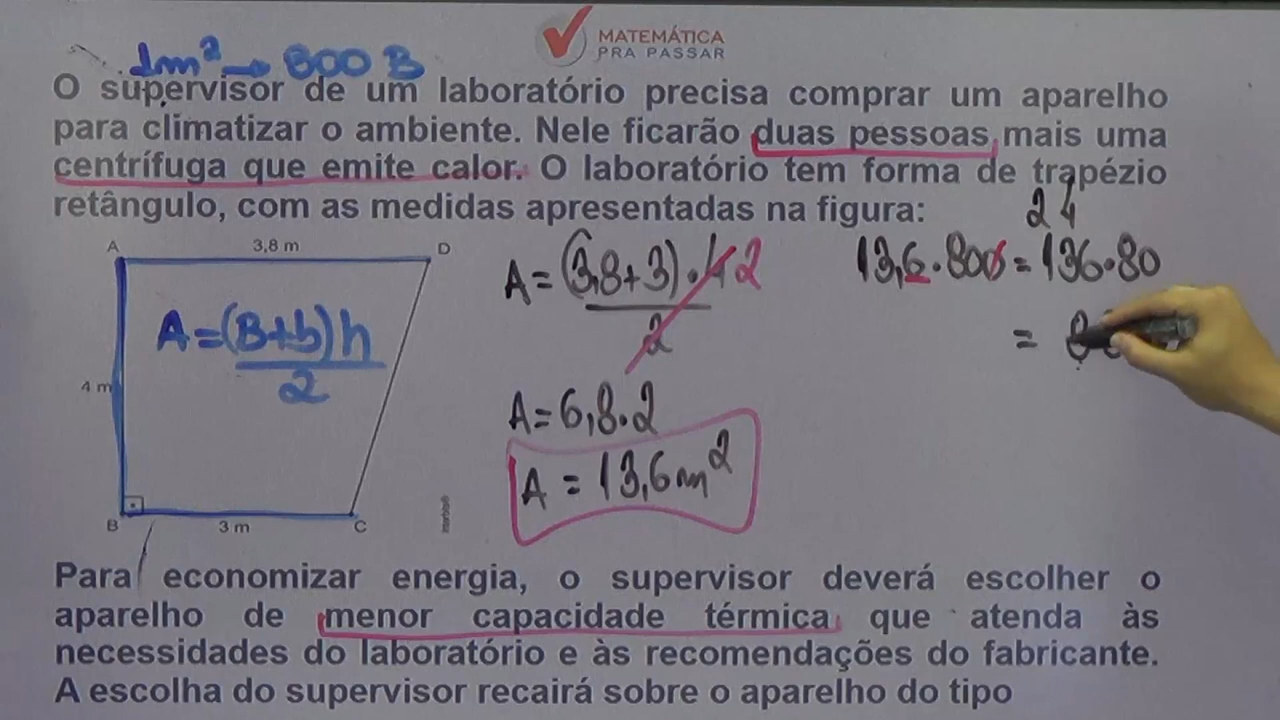 MATEMÁTICA
PRA PASSAR
1m² → 800 B
O supervisor de um laboratório precisa comprar um aparelho
para climatizar o ambiente. Nele ficarão duas pessoas mais uma
centrífuga que emite calor. O laboratório tem forma de trapézio
retângulo, com as medidas apresentadas na figura:
A 3,8 m D
4 m
B 3 m C
A=(B+b)h
2
A=(3,8+3).4 2
2
A=6,8.2
A = 13,6m²
24
13,6.800=136.80
=
Para economizar energia, o supervisor deverá escolher o
aparelho de menor capacidade térmica que atenda às
necessidades do laboratório e às recomendações do fabricante.
A escolha do supervisor recairá sobre o aparelho do tipo